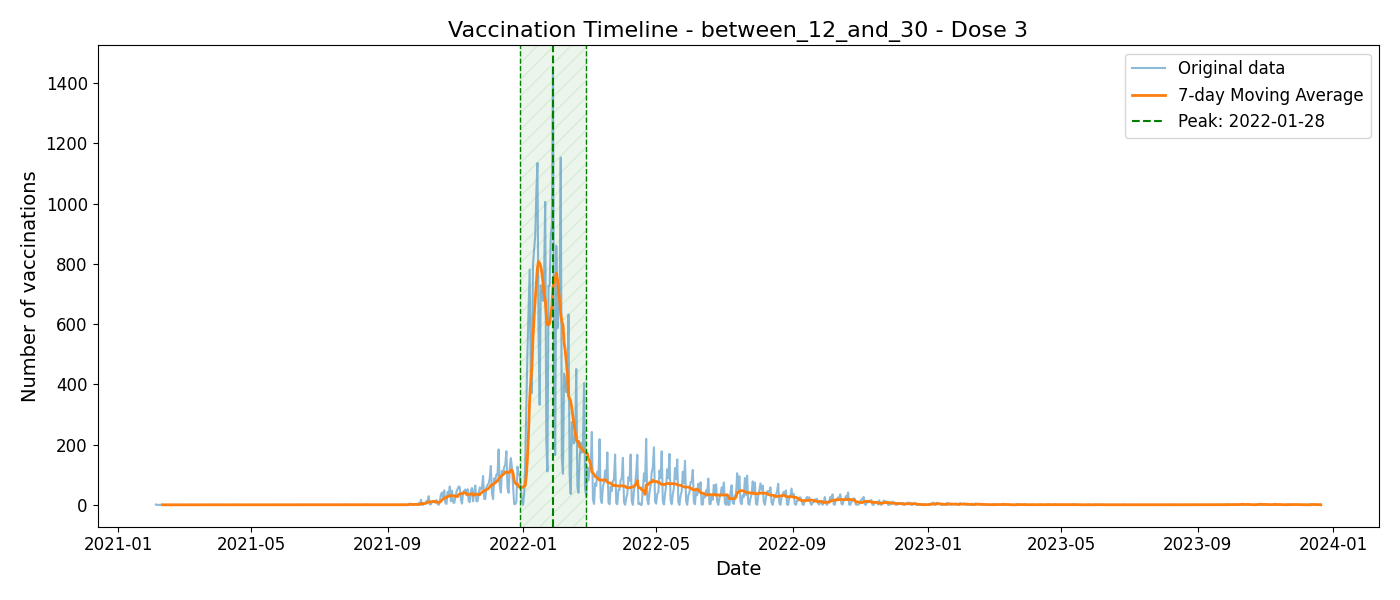 Vaccination Timeline - between_12_and_30 - Dose 3
Original data
7-day Moving Average
Peak: 2022-01-28
Number of vaccinations
1400
1200
1000
800
600
400
200
0
2021-01 2021-05 2021-09 2022-01 2022-05 2022-09 2023-01 2023-05 2023-09 2024-01
Date